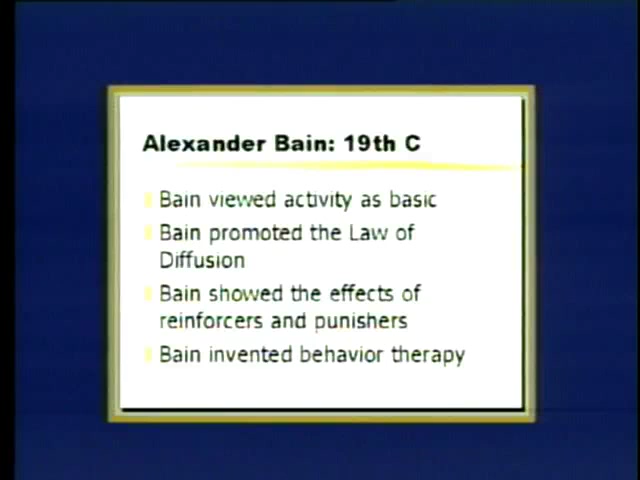 Alexander Bain: 19th C
Bain viewed activity as basic
Bain promoted the Law of
Diffusion
Bain showed the effects of
reinforcers and punishers
Bain invented behavior therapy